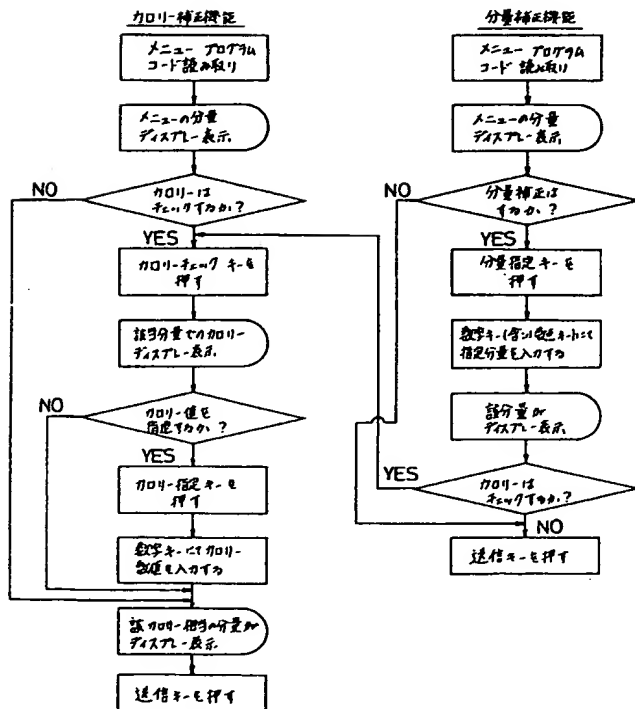 カロリー補正機能
メニュー プログラム
コード読み取り
メニューの分量
ディスプレー表示
カロリーは
チェックするか?
NO
YES
カロリーチェック キーを
押す
該当分量でのカロリー
ディスプレー表示
カロリー値を
指定するか?
NO
YES
カロリー指定キーを
押す
数字キーにてカロリー
数値を入力する
該カロリー相当の分量が
ディスプレー表示
送信キーを押す
分量補正機能
メニュー プログラム
コード 読み取り
メニューの分量
ディスプレー表示
分量補正は
するか?
NO
YES
分量指定キーを
押す
数字キー(含小数点キー)にて
指定分量を入力する
該分量が
ディスプレー表示
カロリーは
チェックするか?
YES
NO
送信キーを押す